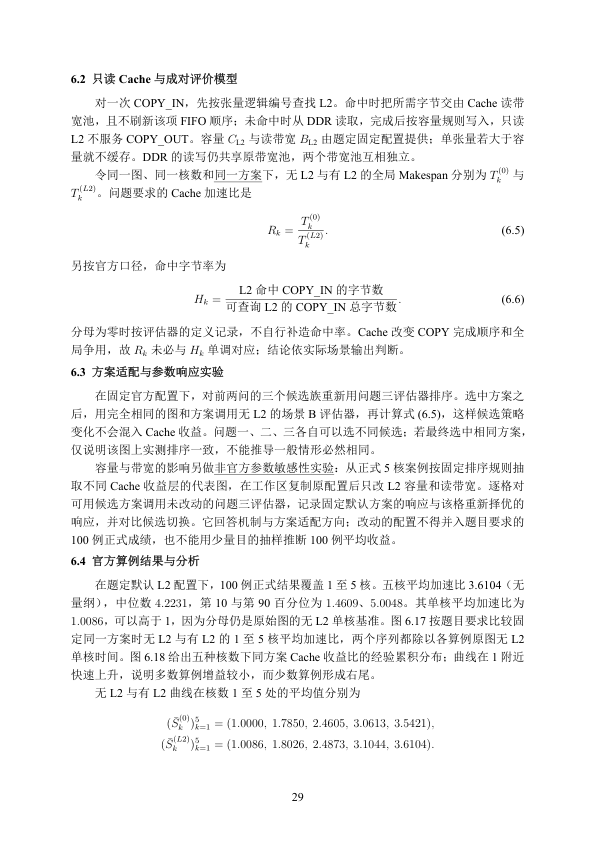 6.2 只读 Cache 与成对评价模型
对一次 COPY_IN，先按张量逻辑编号查找 L2。命中时把所需字节交由 Cache 读带
宽池，且不刷新该项 FIFO 顺序；未命中时从 DDR 读取，完成后按容量规则写入，只读
L2 不服务 COPY_OUT。容量 C_{L2} 与读带宽 B_{L2} 由题定固定配置提供；单张量若大于容
量就不缓存。DDR 的读写仍共享原带宽池，两个带宽池互相独立。
令同一图、同一核数和同一方案下，无 L2 与有 L2 的全局 Makespan 分别为 T_k^{(0)} 与
T_k^{(L2)}。问题要求的 Cache 加速比是
R_k = \frac{T_k^{(0)}}{T_k^{(L2)}}. (6.5)
另按官方口径，命中字节率为
H_k = \frac{L2 命中 COPY_IN 的字节数}{可查询 L2 的 COPY_IN 总字节数}. (6.6)
分母为零时按评估器的定义记录，不自行补造命中率。Cache 改变 COPY 完成顺序和全
局争用，故 R_k 未必与 H_k 单调对应；结论依实际场景输出判断。
6.3 方案适配与参数响应实验
在固定官方配置下，对前两问的三个候选族重新用问题三评估器排序。选中方案之
后，用完全相同的图和方案调用无 L2 的场景 B 评估器，再计算式 (6.5)，这样候选策略
变化不会混入 Cache 收益。问题一、二、三各自可以选不同候选；若最终选中相同方案，
仅说明该图上实测排序一致，不能推导一般情形必然相同。
容量与带宽的影响另做非官方参数敏感性实验：从正式 5 核案例按固定排序规则抽
取不同 Cache 收益层的代表图，在工作区复制原配置后只改 L2 容量和读带宽。逐格对
可用候选方案调用未改动的问题三评估器，记录固定默认方案的响应与该格重新择优的
响应，并对比候选切换。它回答机制与方案适配方向；改动的配置不得并入题目要求的
100 例正式成绩，也不能用少量目的抽样推断 100 例平均收益。
6.4 官方算例结果与分析
在题定默认 L2 配置下，100 例正式结果覆盖 1 至 5 核。五核平均加速比 3.6104（无
量纲），中位数 4.2231，第 10 与第 90 百分位为 1.4609、5.0048。其单核平均加速比为
1.0086，可以高于 1，因为分母仍是原始图的无 L2 单核基准。图 6.17 按题目要求比较固
定同一方案时无 L2 与有 L2 的 1 至 5 核平均加速比，两个序列都除以各算例原图无 L2
单核时间。图 6.18 给出五种核数下同方案 Cache 收益比的经验累积分布；曲线在 1 附近
快速上升，说明多数算例增益较小，而少数算例形成右尾。
无 L2 与有 L2 曲线在核数 1 至 5 处的平均值分别为
(\bar{S}_k^{(0)})_{k=1}^5 = (1.0000, 1.7850, 2.4605, 3.0613, 3.5421),
(\bar{S}_k^{(L2)})_{k=1}^5 = (1.0086, 1.8026, 2.4873, 3.1044, 3.6104).
29